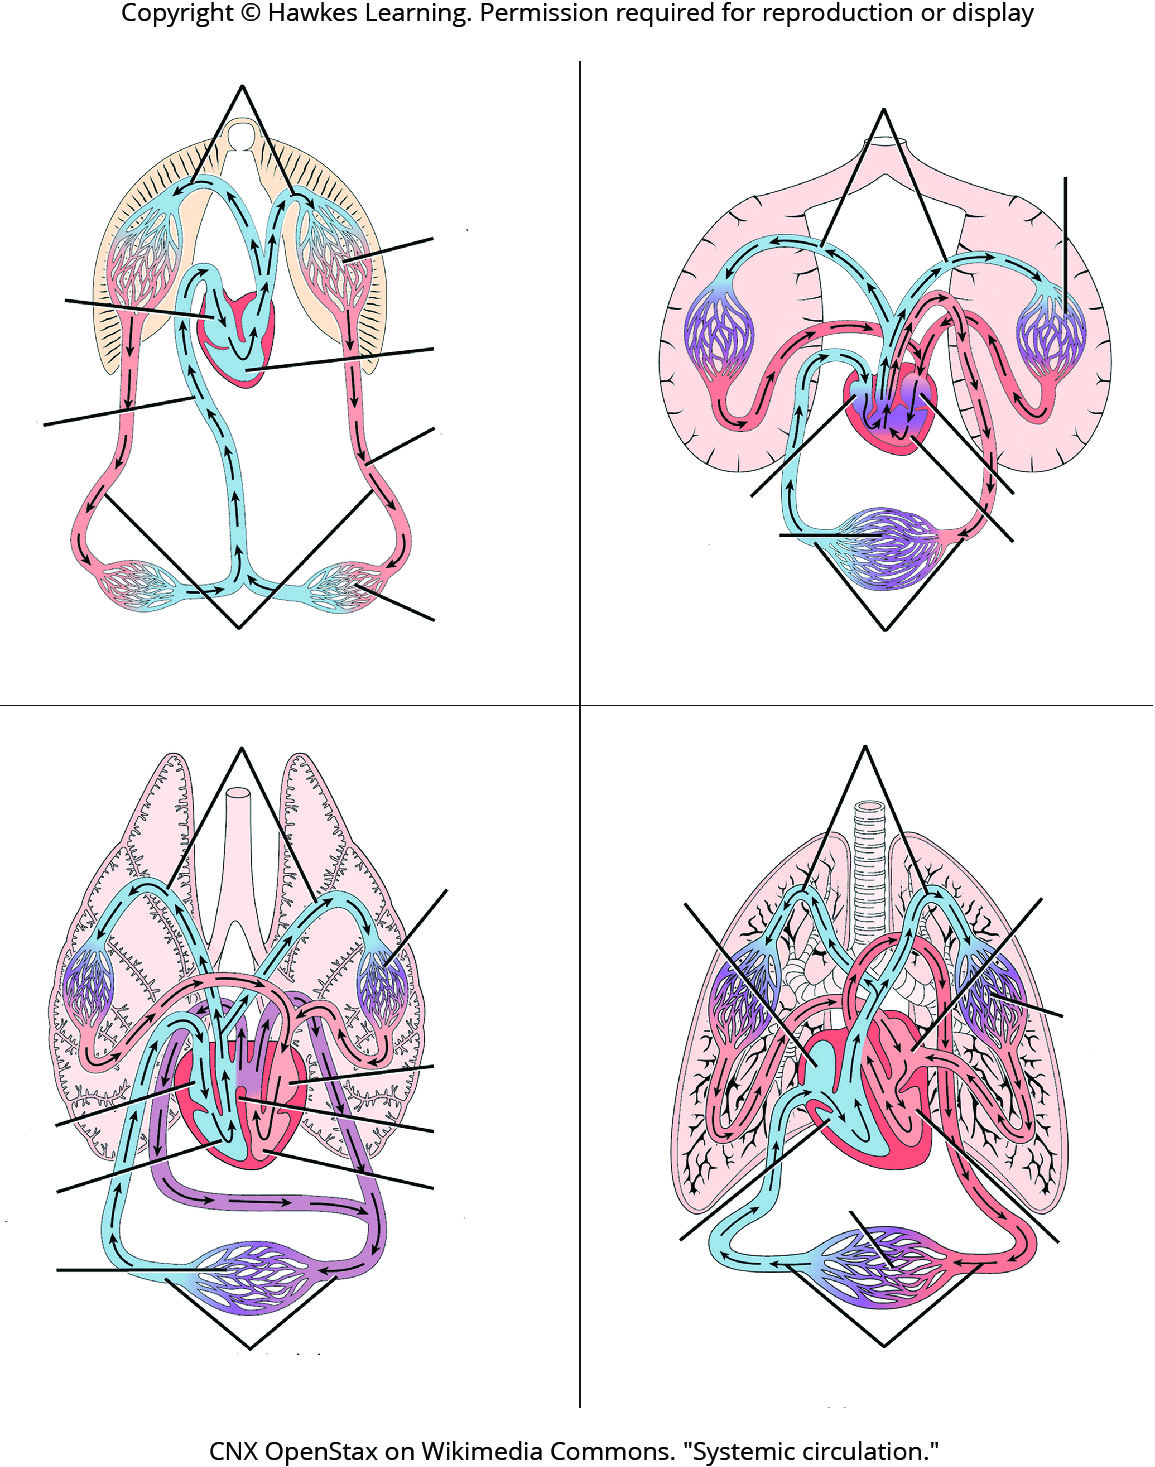 Copyright © Hawkes Learning. Permission required for reproduction or display
CNX OpenStax on Wikimedia Commons. "Systemic circulation."